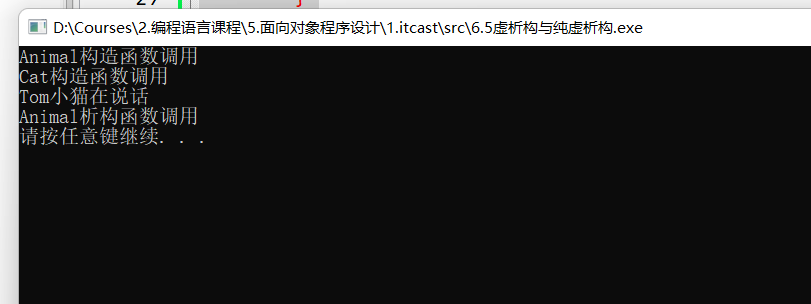 D:\Courses\2.编程语言课程\5.面向对象程序设计\1.itcast\src\6.5虚析构与纯虚析构.exe
Animal构造函数调用
Cat构造函数调用
Tom小猫在说话
Animal析构函数调用
请按任意键继续. . .